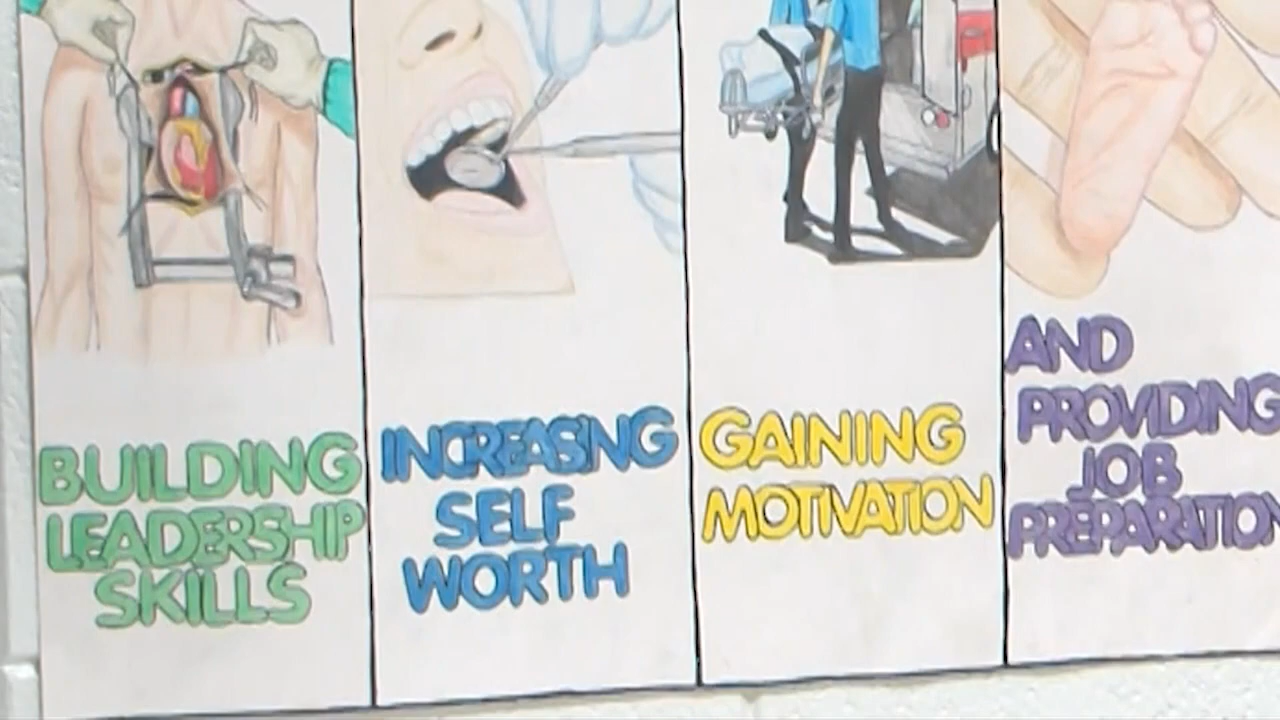 BUILDING
LEADERSHIP
SKILLS
INCREASING
SELF
WORTH
GAINING
MOTIVATION
AND
PROVIDING
JOB
PREPARATION